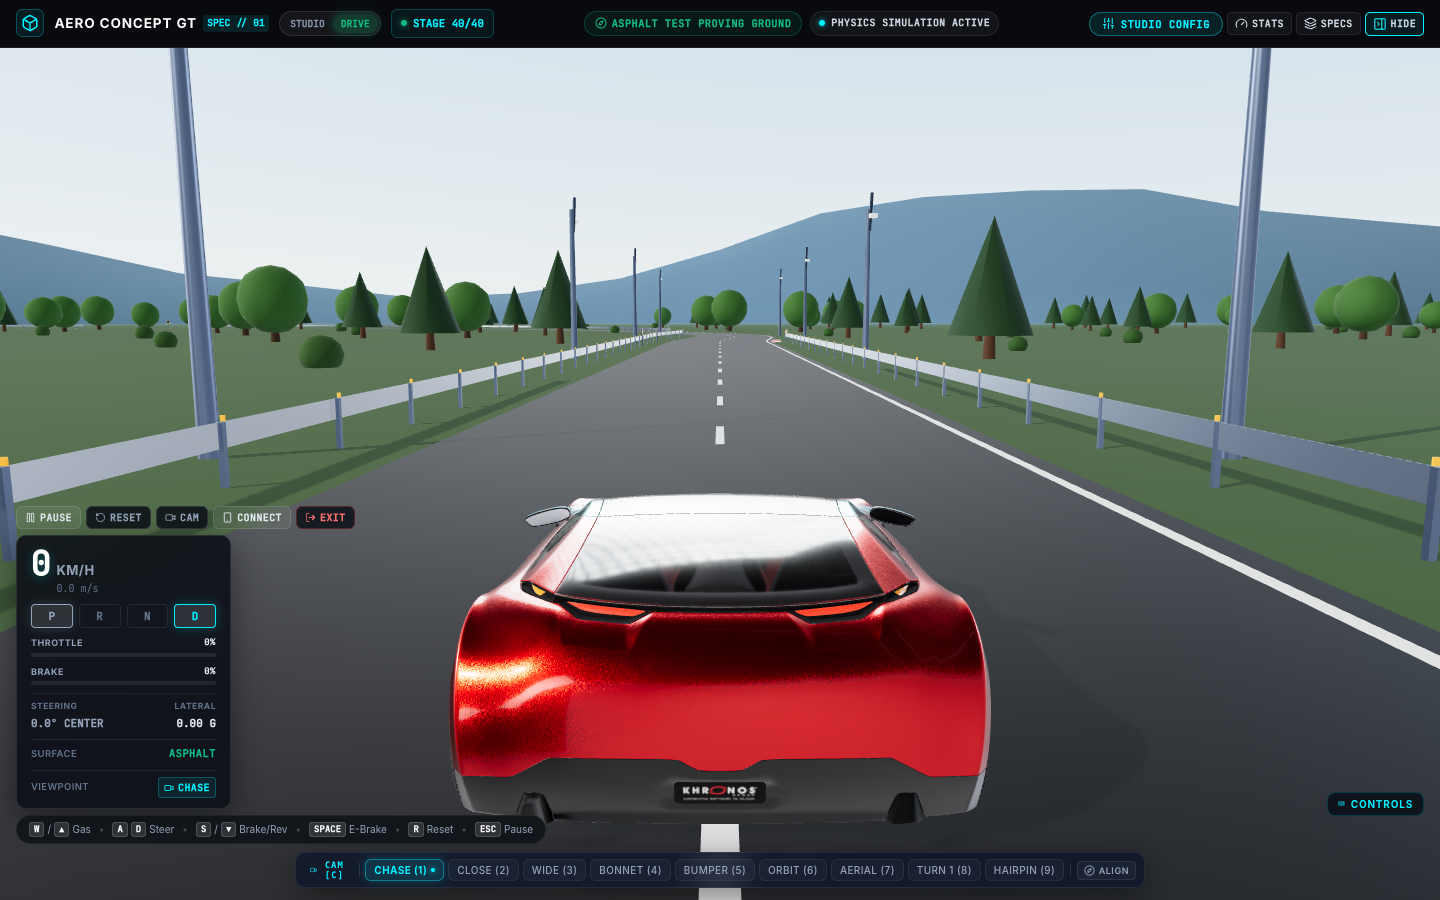 AERO CONCEPT GT SPEC // 01 STUDIO DRIVE STAGE 40/40 ASPHALT TEST PROVING GROUND PHYSICS SIMULATION ACTIVE STUDIO CONFIG STATS SPECS HIDE
PAUSE RESET CAM CONNECT EXIT
0 KM/H
0.0 m/s
P R N D
THROTTLE 0%
BRAKE 0%
STEERING LATERAL
0.0° CENTER 0.00 G
SURFACE ASPHALT
VIEWPOINT CHASE
KHRONOS
CONTROLS
W / ▲ Gas • A D Steer • S / ▼ Brake/Rev • SPACE E-Brake • R Reset • ESC Pause
CAM [C] CHASE (1) CLOSE (2) WIDE (3) BONNET (4) BUMPER (5) ORBIT (6) AERIAL (7) TURN 1 (8) HAIRPIN (9) ALIGN